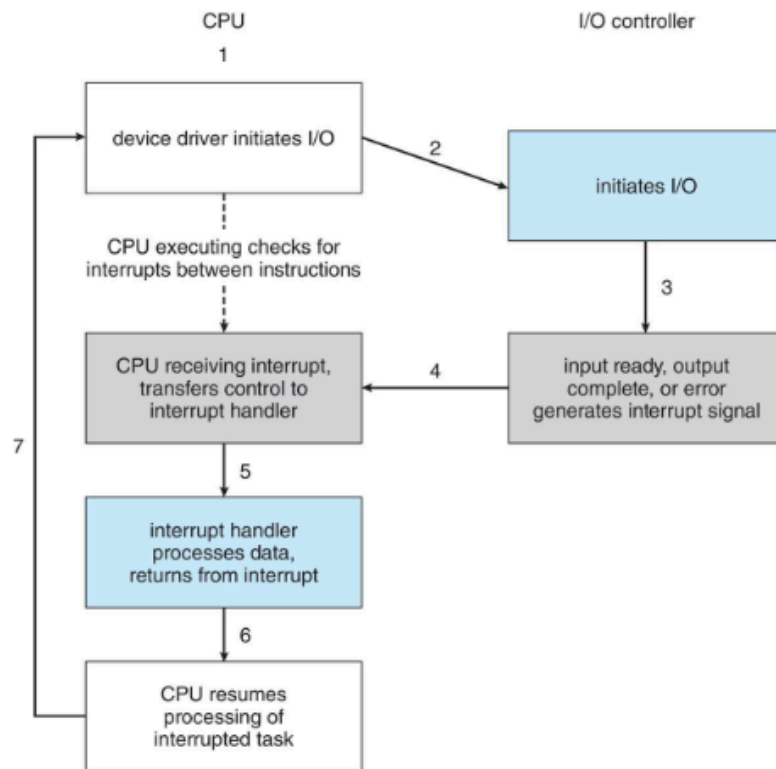 CPU
I/O controller
1
device driver initiates I/O
2
initiates I/O
CPU executing checks for
interrupts between instructions
3
CPU receiving interrupt,
transfers control to
interrupt handler
4
input ready, output
complete, or error
generates interrupt signal
7
5
interrupt handler
processes data,
returns from interrupt
6
CPU resumes
processing of
interrupted task